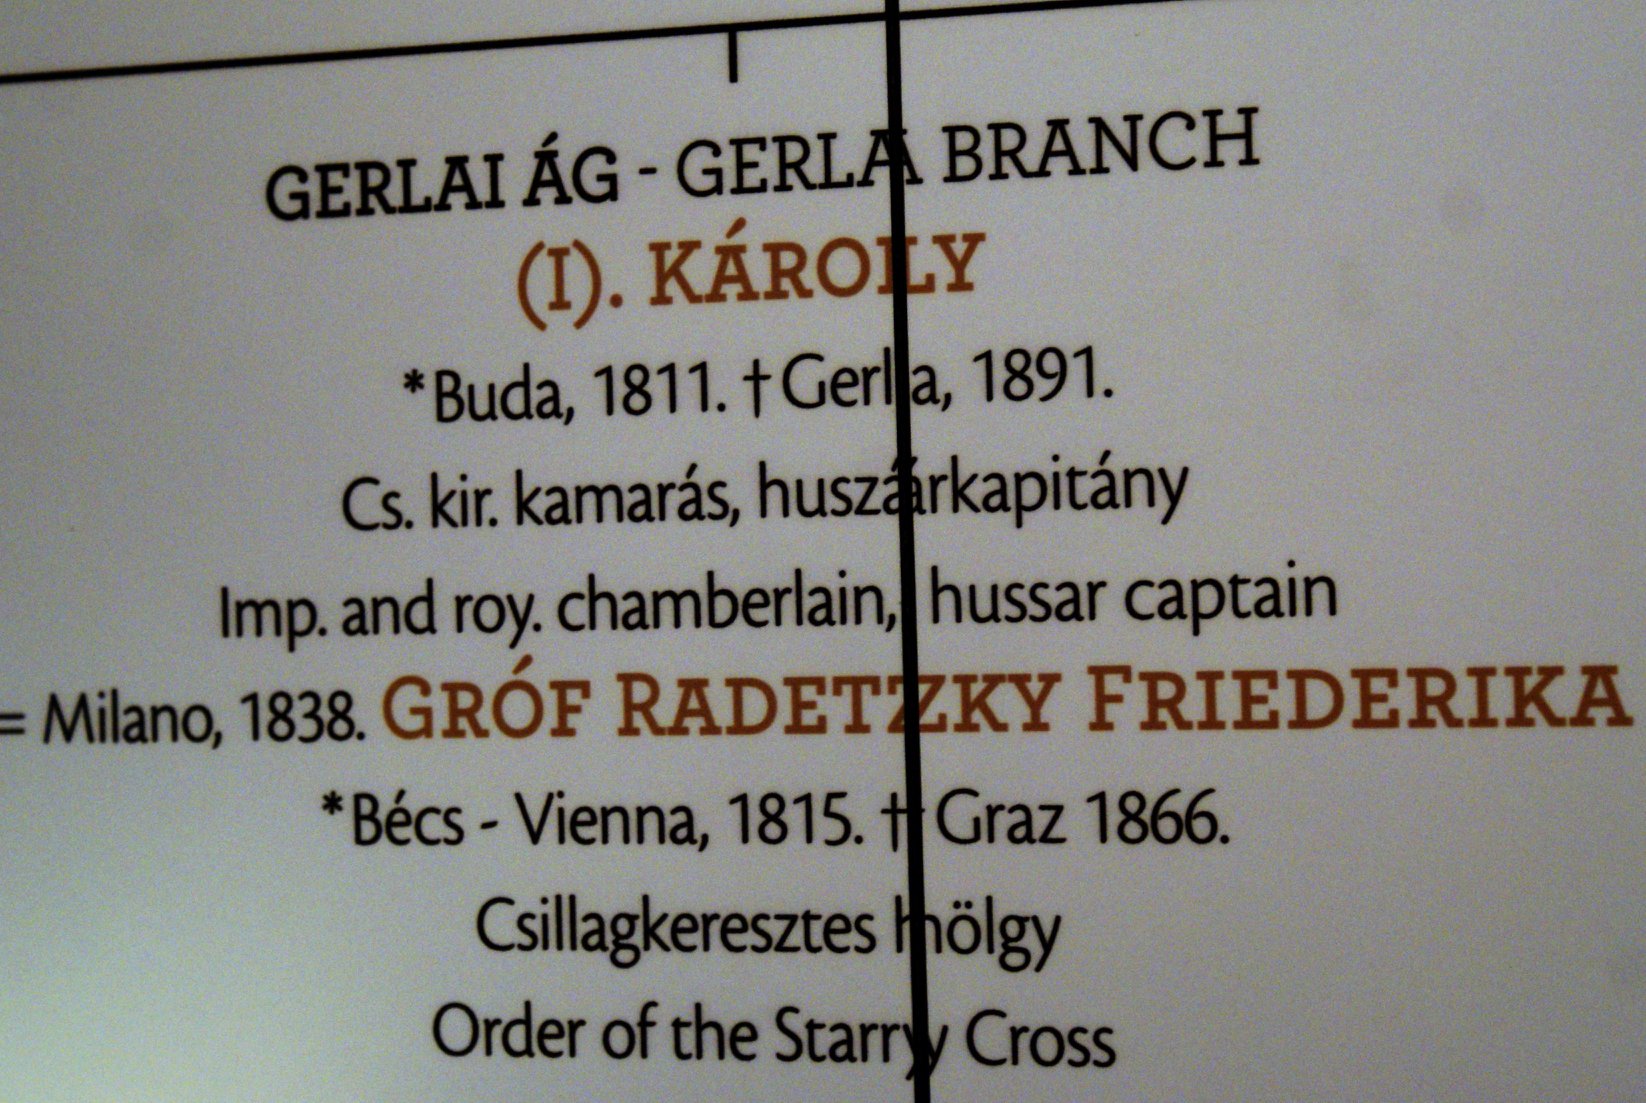 GERLAI ÁG - GERLA BRANCH
(I). KÁROLY
*Buda, 1811. †Gerla, 1891.
Cs. kir. kamarás, huszárkapitány
Imp. and roy. chamberlain, hussar captain
= Milano, 1838. GRÓF RADETZKY FRIEDERIKA
*Bécs - Vienna, 1815. † Graz 1866.
Csillagkeresztes hölgy
Order of the Starry Cross